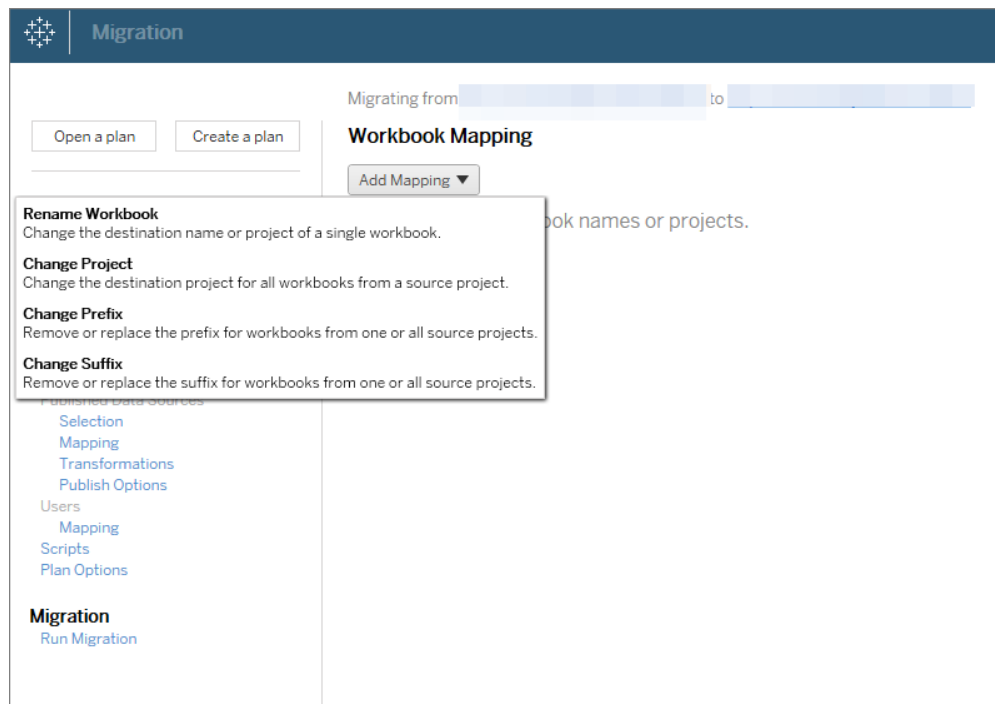 Migration
Migrating from to
Open a plan
Create a plan
Workbook Mapping
Add Mapping ▼
ook names or projects.
Rename Workbook
Change the destination name or project of a single workbook.
Change Project
Change the destination project for all workbooks from a source project.
Change Prefix
Remove or replace the prefix for workbooks from one or all source projects.
Change Suffix
Remove or replace the suffix for workbooks from one or all source projects.
Published Data Sources
Selection
Mapping
Transformations
Publish Options
Users
Mapping
Scripts
Plan Options
Migration
Run Migration